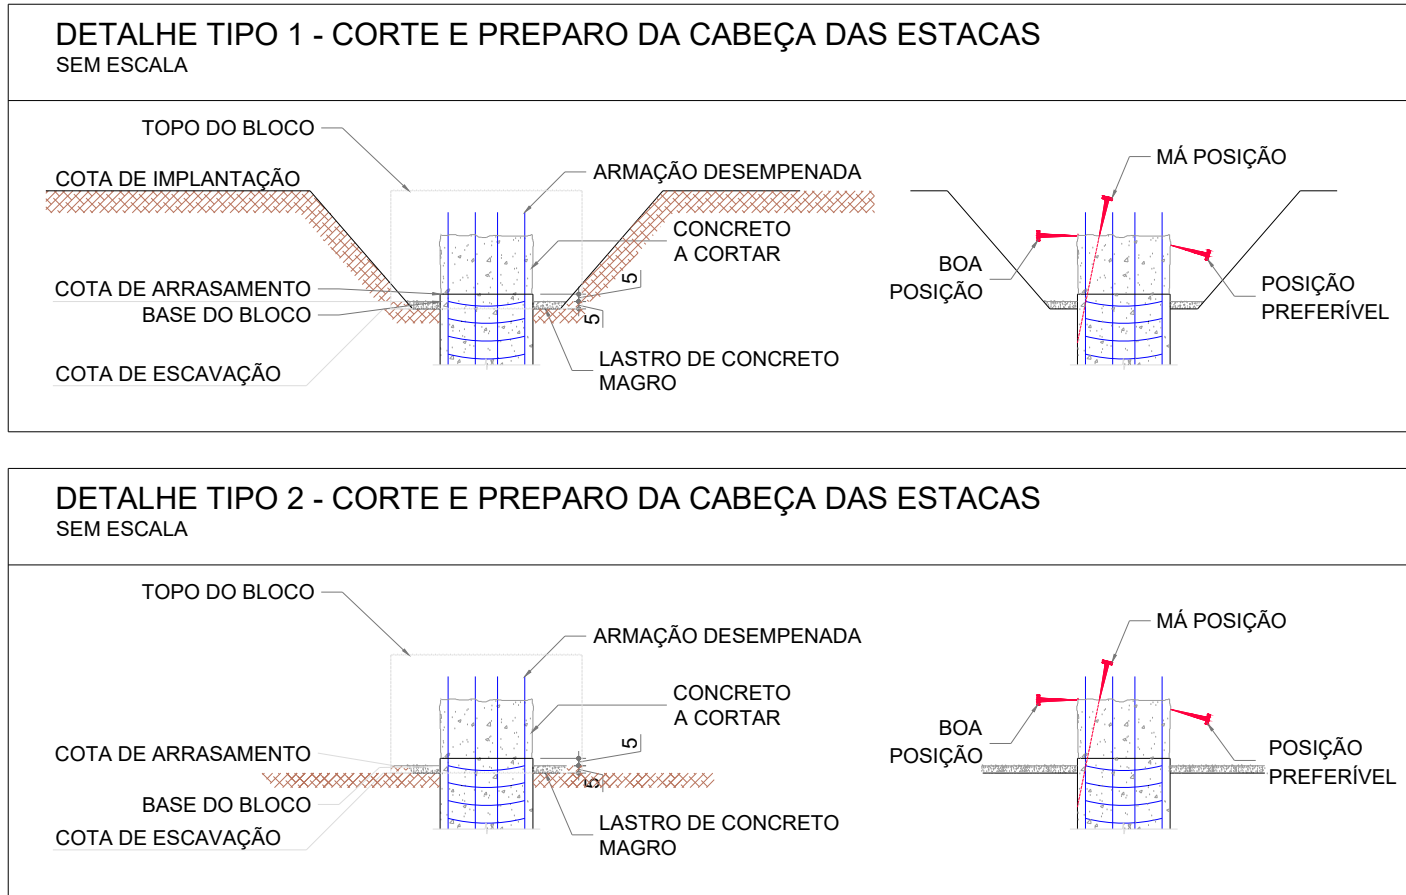 DETALHE TIPO 1 - CORTE E PREPARO DA CABEÇA DAS ESTACAS
SEM ESCALA
TOPO DO BLOCO
COTA DE IMPLANTAÇÃO
ARMAÇÃO DESEMPENADA
CONCRETO
A CORTAR
COTA DE ARRASAMENTO
BASE DO BLOCO
5
5
LASTRO DE CONCRETO
MAGRO
COTA DE ESCAVAÇÃO
MÁ POSIÇÃO
BOA
POSIÇÃO
POSIÇÃO
PREFERÍVEL
DETALHE TIPO 2 - CORTE E PREPARO DA CABEÇA DAS ESTACAS
SEM ESCALA
TOPO DO BLOCO
ARMAÇÃO DESEMPENADA
CONCRETO
A CORTAR
COTA DE ARRASAMENTO
5
5
BASE DO BLOCO
COTA DE ESCAVAÇÃO
LASTRO DE CONCRETO
MAGRO
MÁ POSIÇÃO
BOA
POSIÇÃO
POSIÇÃO
PREFERÍVEL